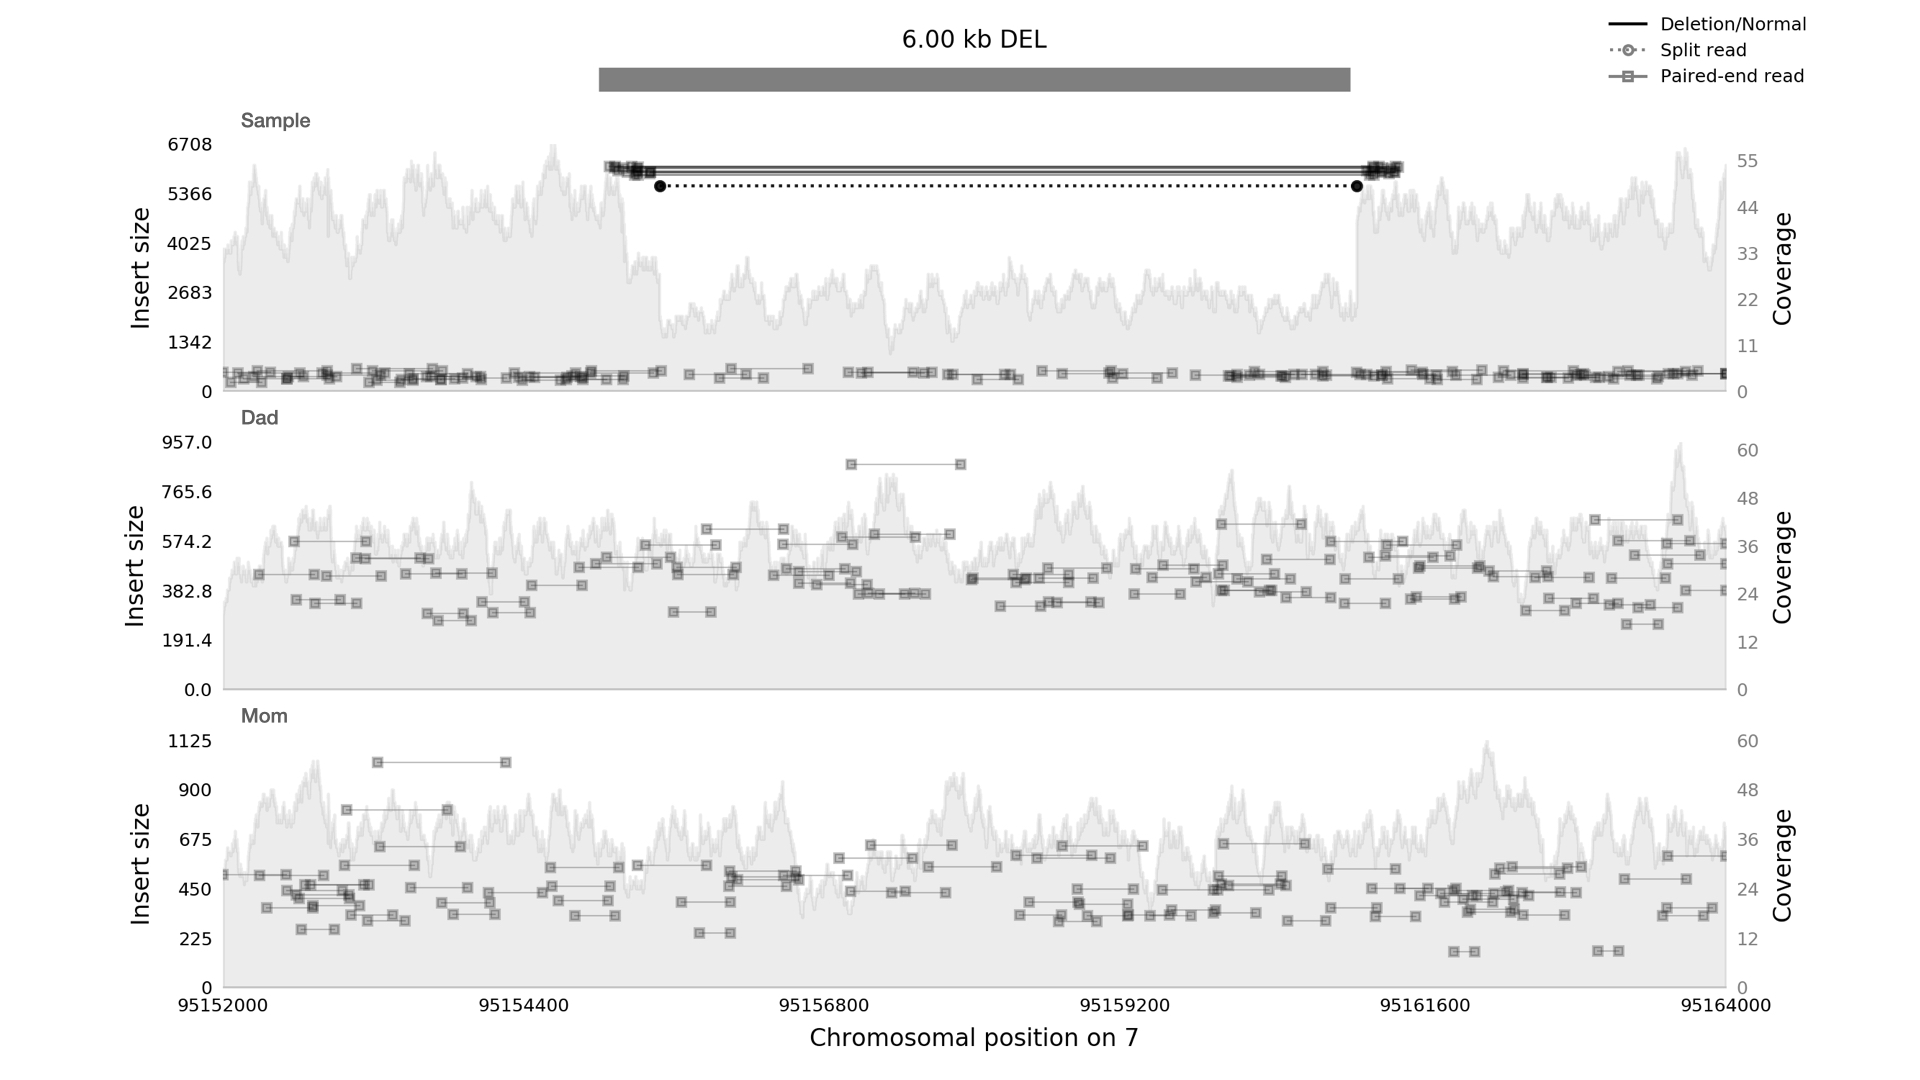 6.00 kb DEL
Deletion/Normal
Split read
Paired-end read
Sample
6708
5366
4025
2683
1342
0
Insert size
55
44
33
22
11
0
Coverage
Dad
957.0
765.6
574.2
382.8
191.4
0.0
Insert size
60
48
36
24
12
0
Coverage
Mom
1125
900
675
450
225
0
Insert size
60
48
36
24
12
0
Coverage
95152000 95154400 95156800 95159200 95161600 95164000
Chromosomal position on 7